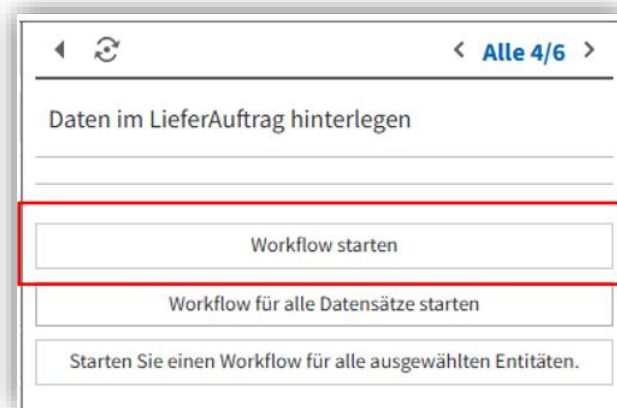 Alle 4/6
Daten im LieferAuftrag hinterlegen
Workflow starten
Workflow für alle Datensätze starten
Starten Sie einen Workflow für alle ausgewählten Entitäten.